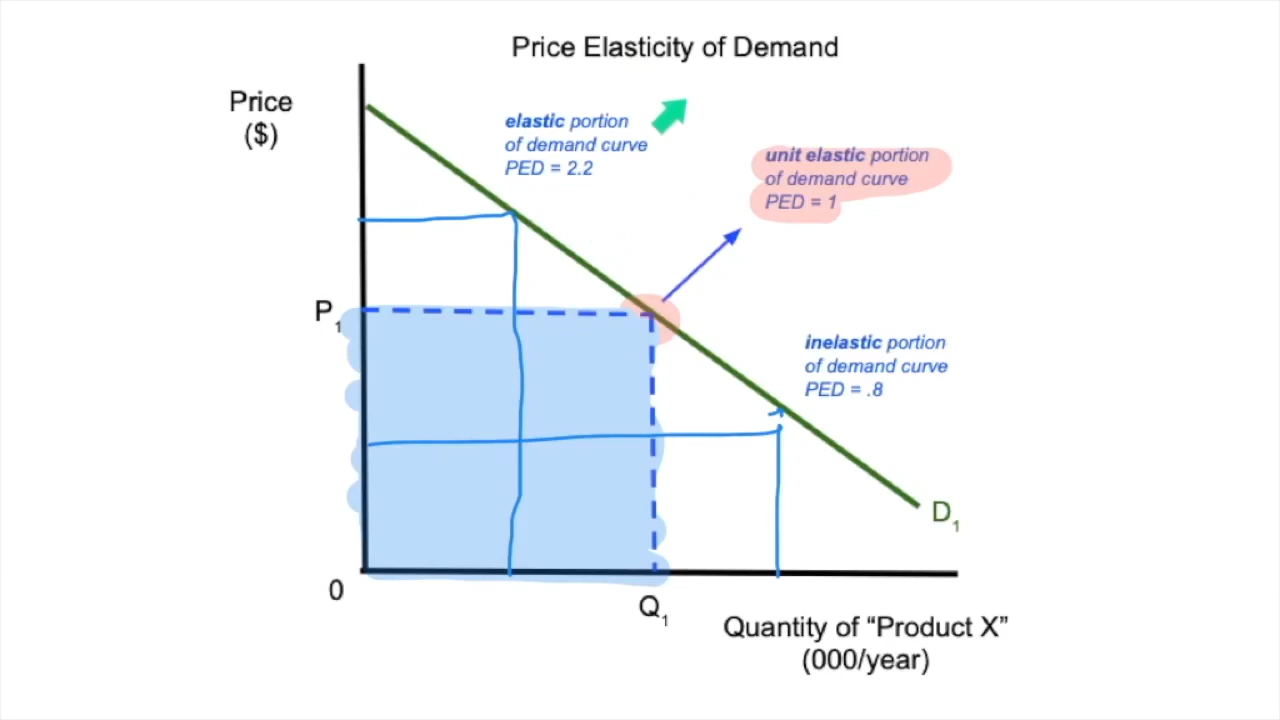 Price Elasticity of Demand
Price
($)
elastic portion
of demand curve
PED = 2.2
unit elastic portion
of demand curve
PED = 1
P1
inelastic portion
of demand curve
PED = .8
D1
0
Q1
Quantity of “Product X”
(000/year)